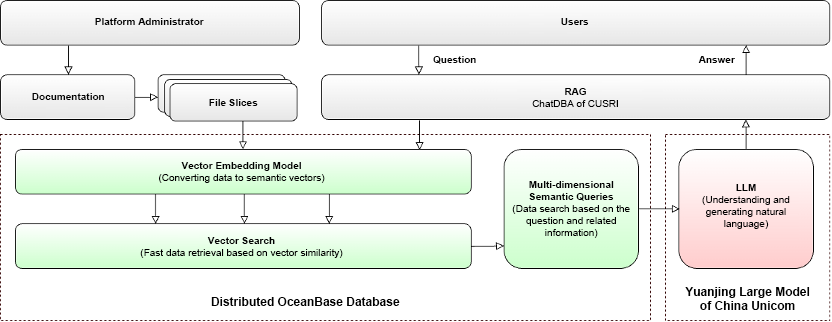 Platform Administrator
Users
Question
Answer
Documentation
File Slices
RAG
ChatDBA of CUSRI
Vector Embedding Model
(Converting data to semantic vectors)
Vector Search
(Fast data retrieval based on vector similarity)
Multi-dimensional
Semantic Queries
(Data search based on the
question and related
information)
LLM
(Understanding and
generating natural
language)
Distributed OceanBase Database
Yuanjing Large Model
of China Unicom